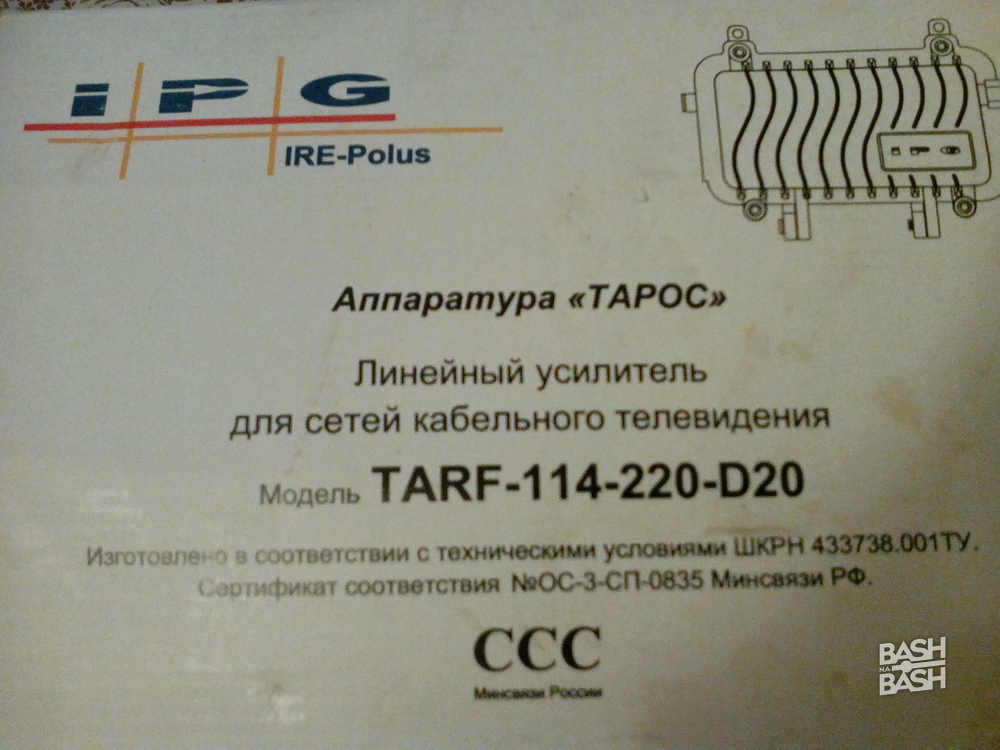 IPG
IRE-Polus
Аппаратура «ТАРОС»
Линейный усилитель
для сетей кабельного телевидения
Модель TARF-114-220-D20
Изготовлено в соответствии с техническими условиями ШКРН 433738.001ТУ.
Сертификат соответствия №ОС-3-СП-0835 Минсвязи РФ.
ССС
Минсвязи России
BASH
NA
BASH